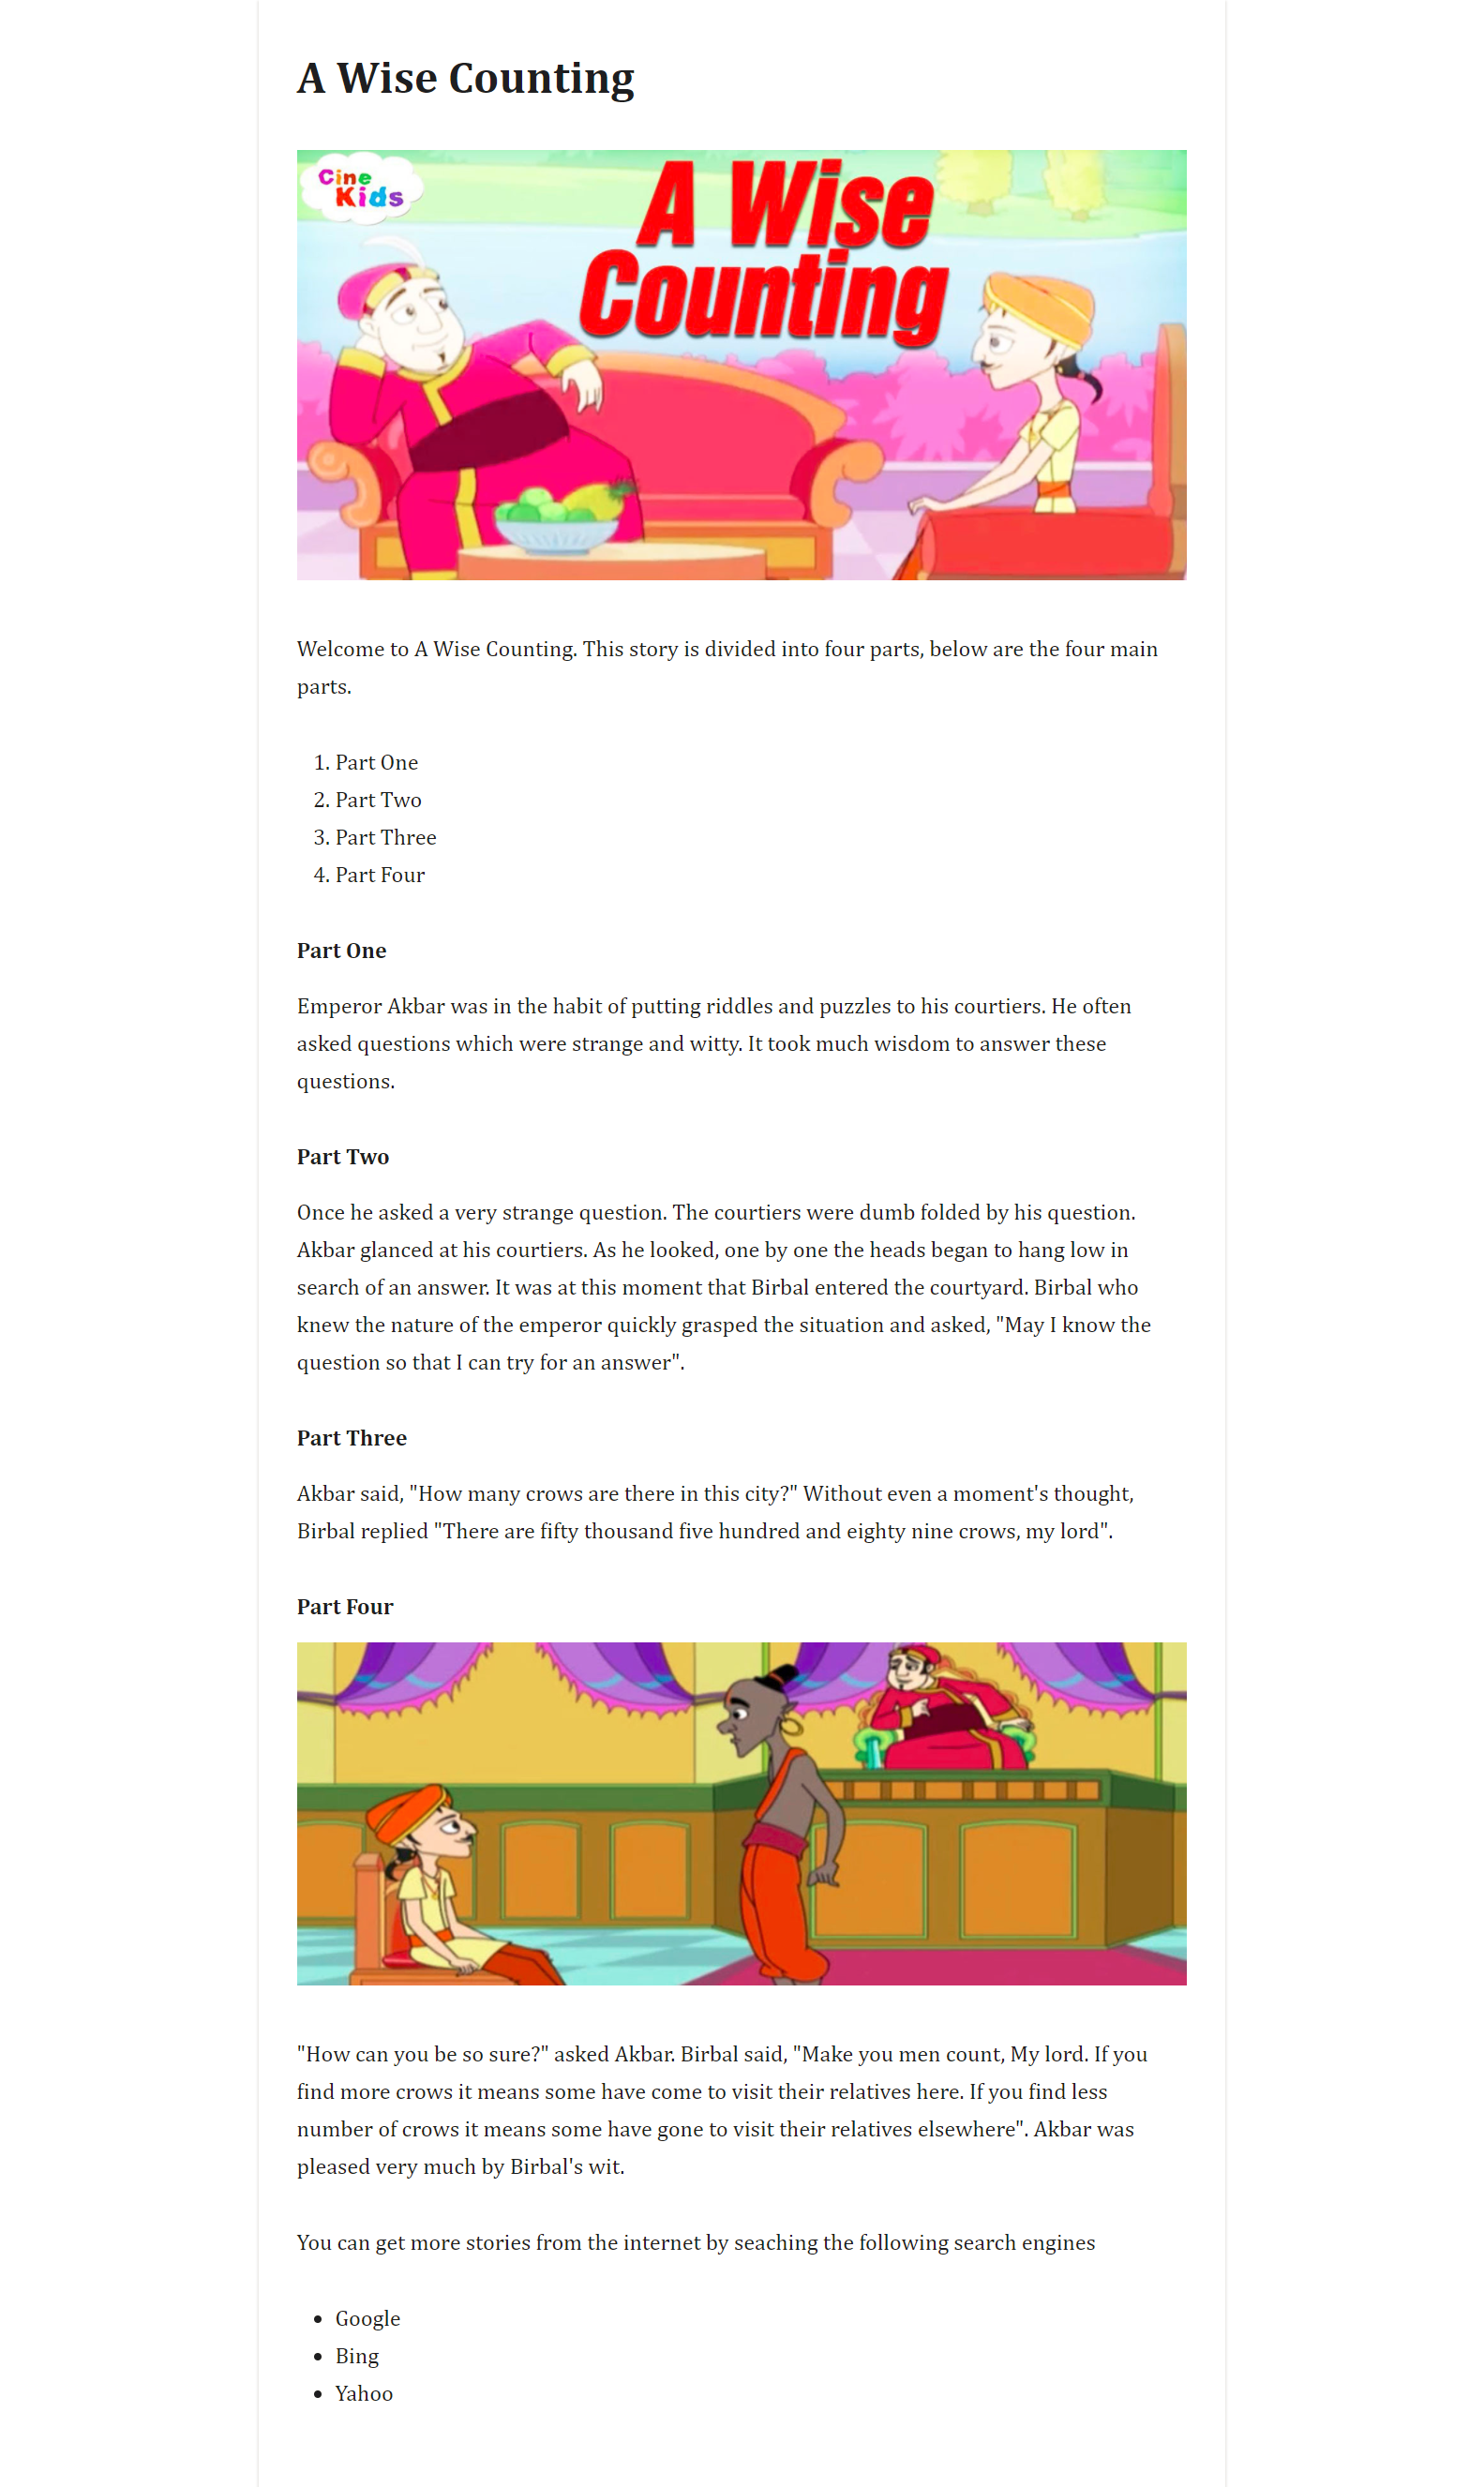 A Wise Counting
Cine
Kids
A Wise
Counting
Welcome to A Wise Counting. This story is divided into four parts, below are the four main
parts.
1. Part One
2. Part Two
3. Part Three
4. Part Four
Part One
Emperor Akbar was in the habit of putting riddles and puzzles to his courtiers. He often
asked questions which were strange and witty. It took much wisdom to answer these
questions.
Part Two
Once he asked a very strange question. The courtiers were dumb folded by his question.
Akbar glanced at his courtiers. As he looked, one by one the heads began to hang low in
search of an answer. It was at this moment that Birbal entered the courtyard. Birbal who
knew the nature of the emperor quickly grasped the situation and asked, "May I know the
question so that I can try for an answer".
Part Three
Akbar said, "How many crows are there in this city?" Without even a moment's thought,
Birbal replied "There are fifty thousand five hundred and eighty nine crows, my lord".
Part Four
"How can you be so sure?" asked Akbar. Birbal said, "Make you men count, My lord. If you
find more crows it means some have come to visit their relatives here. If you find less
number of crows it means some have gone to visit their relatives elsewhere". Akbar was
pleased very much by Birbal's wit.
You can get more stories from the internet by seaching the following search engines
• Google
• Bing
• Yahoo